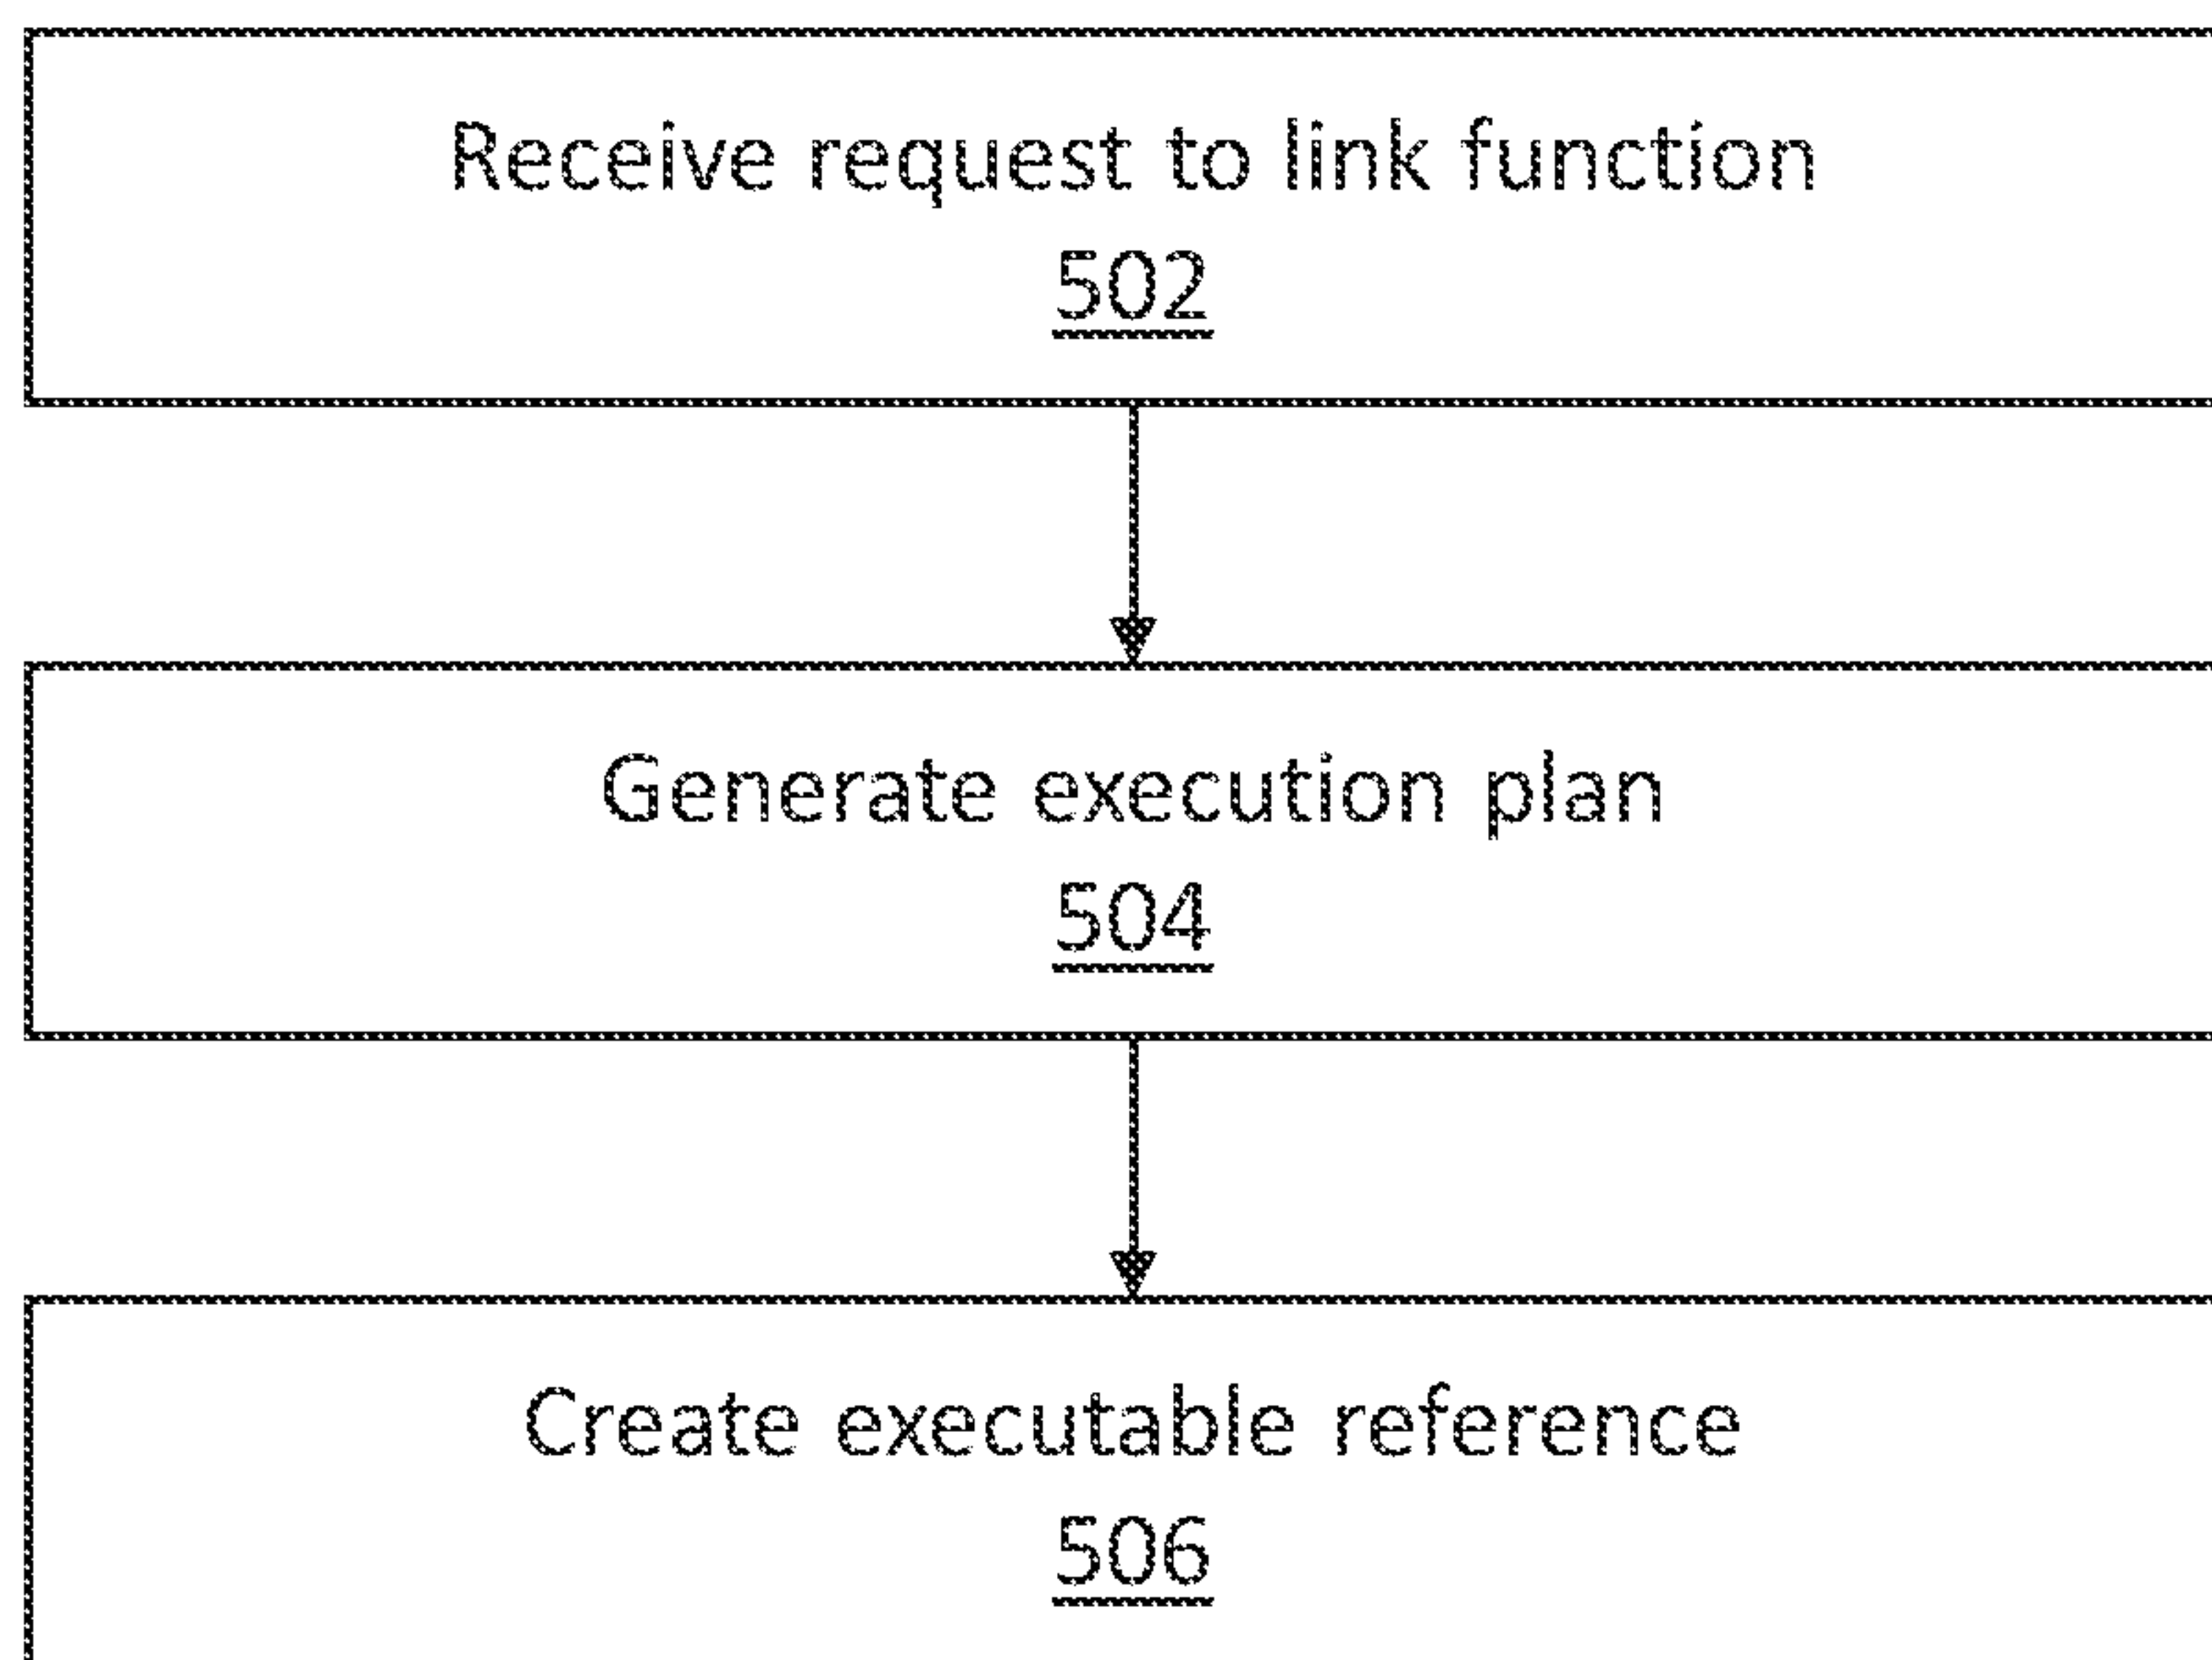 Receive request to link function
502
Generate execution plan
504
Create executable reference
506